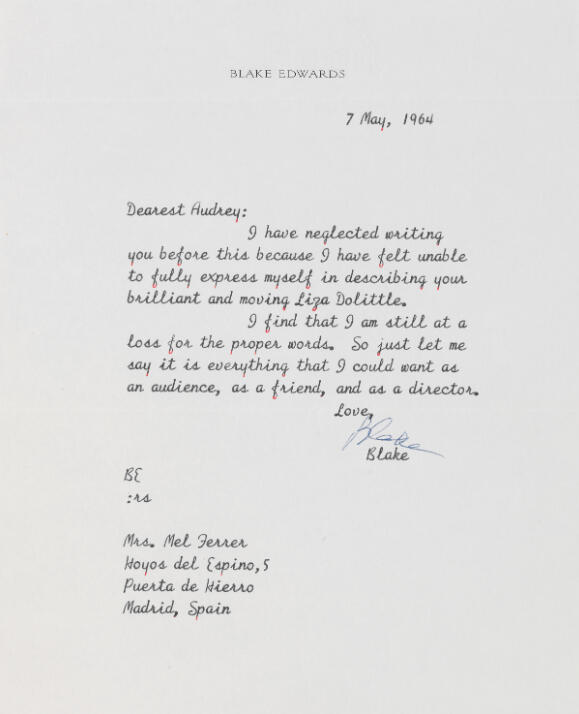 BLAKE EDWARDS
7 May, 1964
Dearest Audrey:
I have neglected writing
you before this because I have felt unable
to fully express myself in describing your
brilliant and moving Liza Dolittle.
I find that I am still at a
loss for the proper words. So just let me
say it is everything that I could want as
an audience, as a friend, and as a director.
Love,
Blake
Blake
BE
:rs
Mrs. Mel Ferrer
Hoyos del Espino,5
Puerta de Hierro
Madrid, Spain